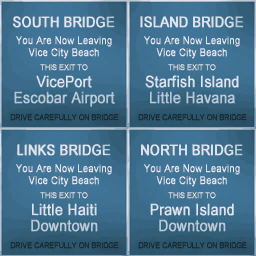 SOUTH BRIDGE
You Are Now Leaving
Vice City Beach
THIS EXIT TO
VicePort
Escobar Airport
DRIVE CAREFULLY ON BRIDGE
ISLAND BRIDGE
You Are Now Leaving
Vice City Beach
THIS EXIT TO
Starfish Island
Little Havana
DRIVE CAREFULLY ON BRIDGE
LINKS BRIDGE
You Are Now Leaving
Vice City Beach
THIS EXIT TO
Little Haiti
Downtown
DRIVE CAREFULLY ON BRIDGE
NORTH BRIDGE
You Are Now Leaving
Vice City Beach
THIS EXIT TO
Prawn Island
Downtown
DRIVE CAREFULLY ON BRIDGE